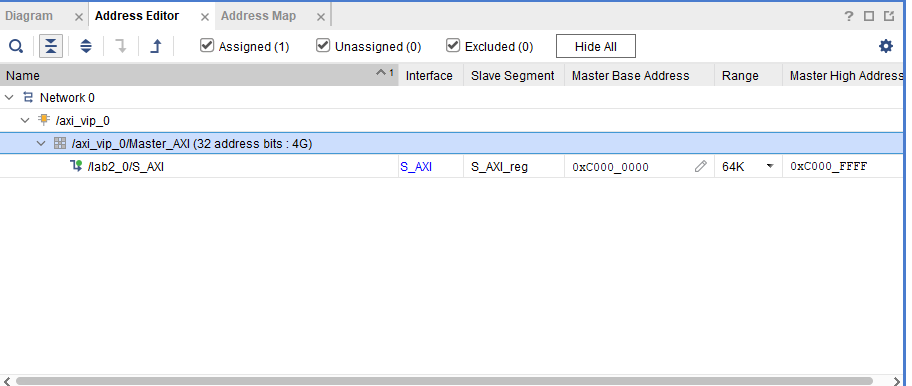 Diagram × Address Editor × Address Map × ?
Assigned (1) Unassigned (0) Excluded (0) Hide All
Name 1 Interface Slave Segment Master Base Address Range Master High Address
Network 0
/axi_vip_0
/axi_vip_0/Master_AXI (32 address bits : 4G)
/lab2_0/S_AXI S_AXI S_AXI_reg 0xC000_0000 64K 0xC000_FFFF